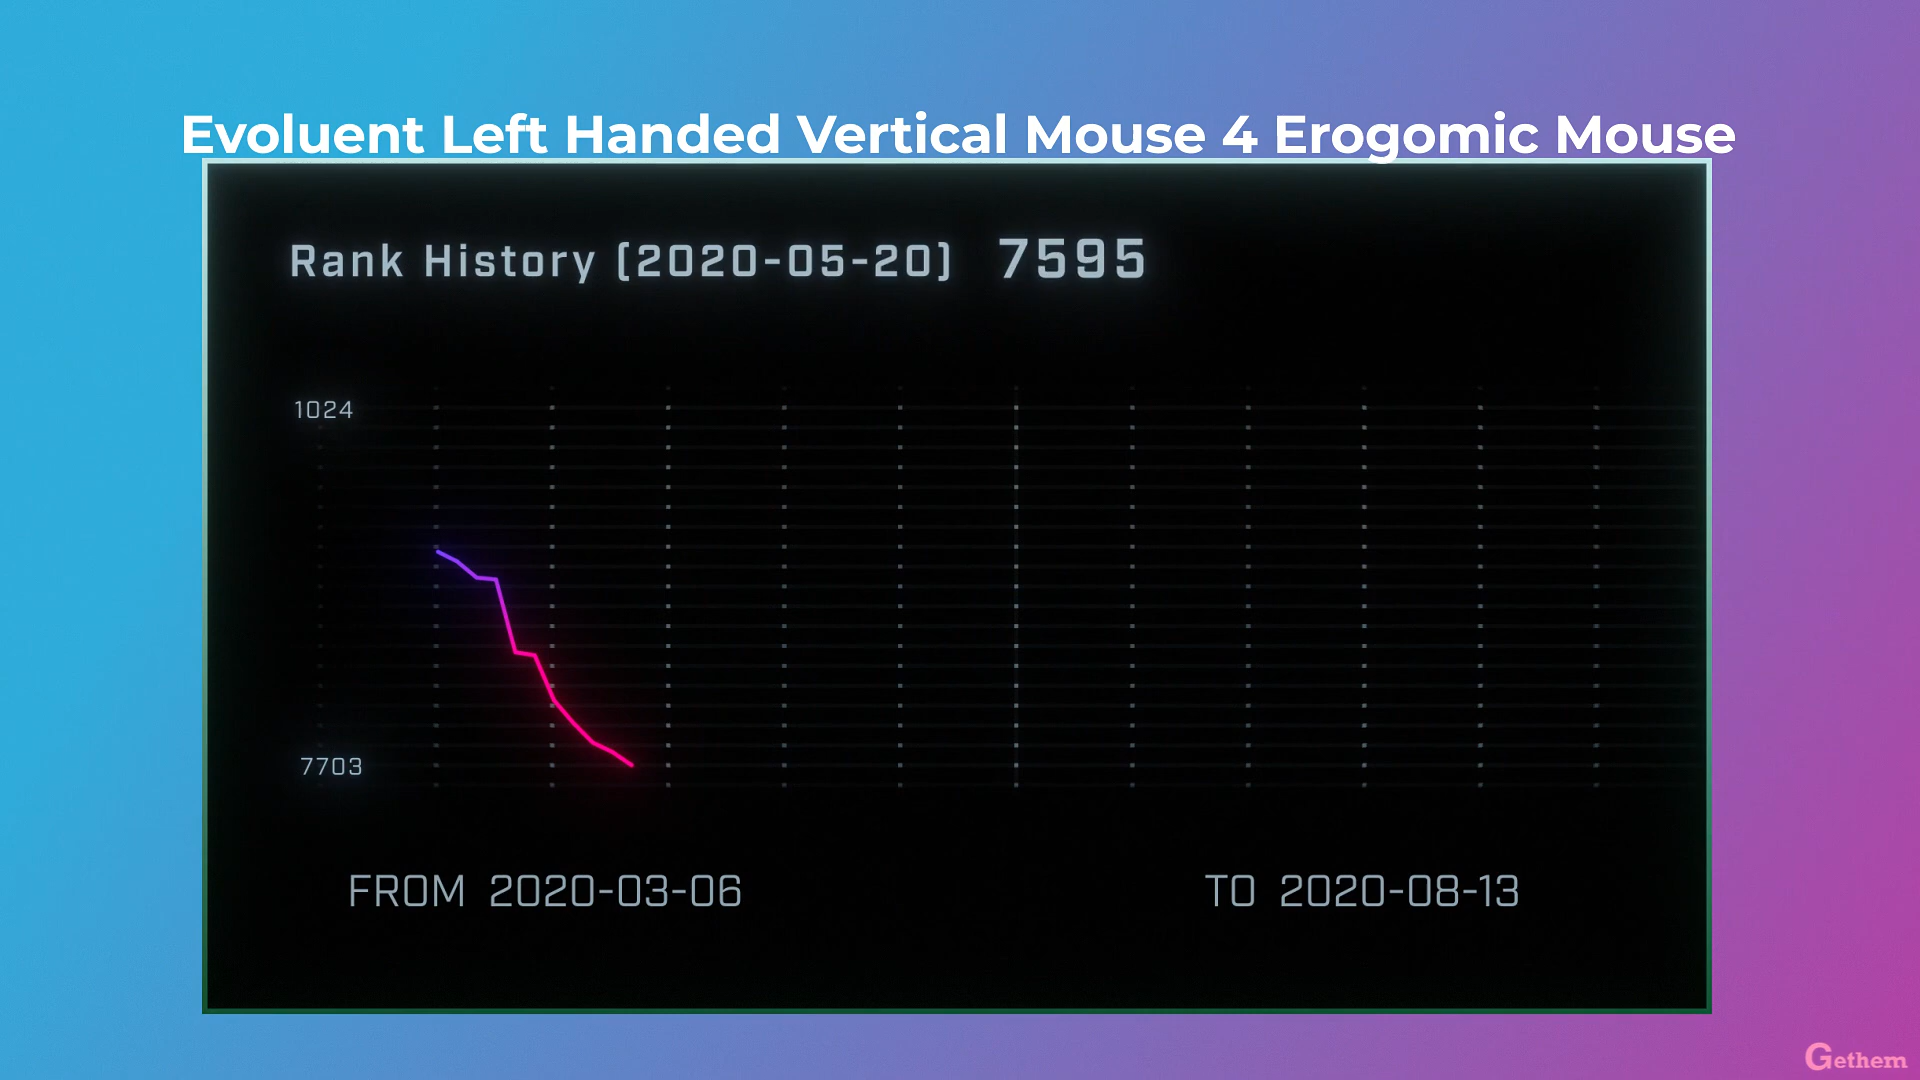 Evoluent Left Handed Vertical Mouse 4 Erogomic Mouse
Rank History (2020-05-20) 7595
1024
7703
FROM 2020-03-06 TO 2020-08-13
Gethem